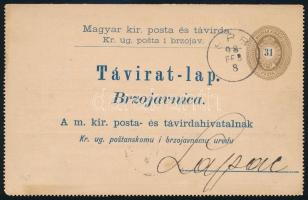 Magyar kir. posta és távirda.
Kr. ug. pošta i brzojav.
31
Távirat-lap.
Brzojavnica.
A m. kir. posta- és távirdahivatalnak
Kr. ug. poštanskomu i brzojavnomu uredu
Lapac